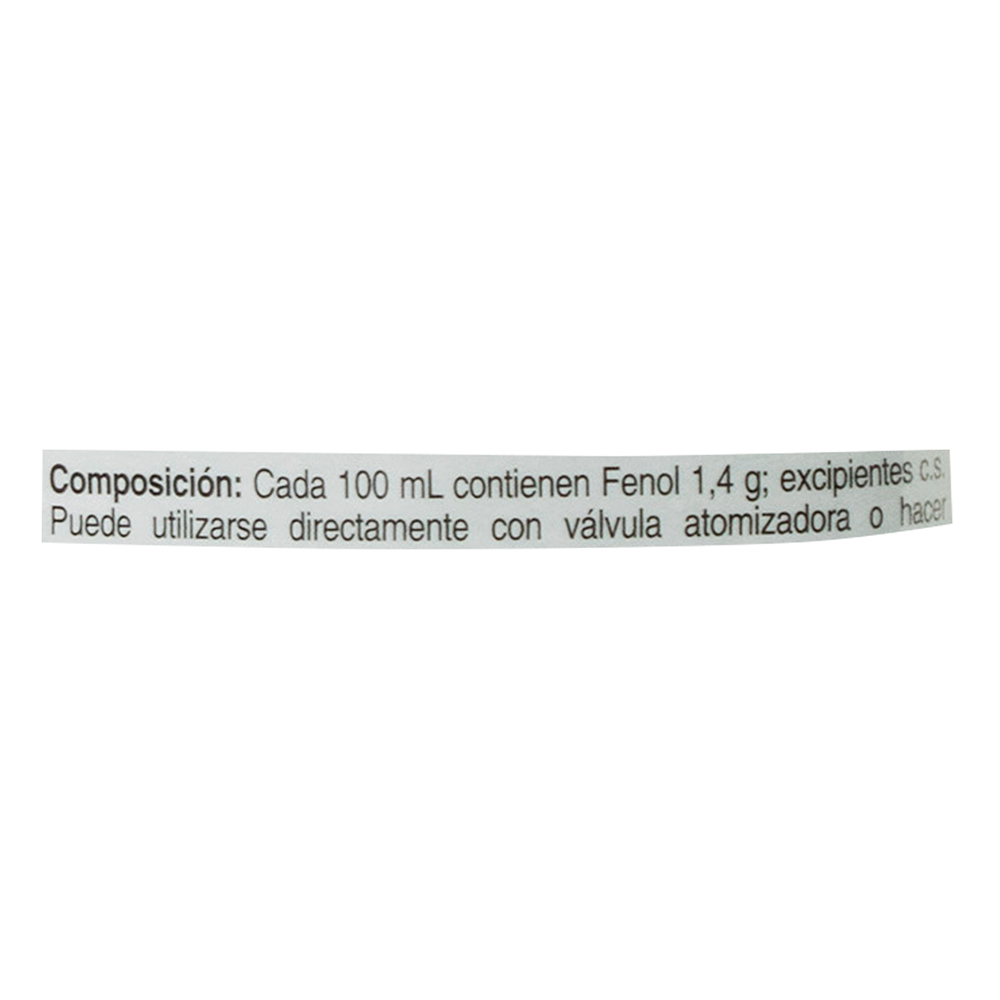 Composición: Cada 100 mL contienen Fenol 1,4 g; excipientes c.s.
Puede utilizarse directamente con válvula atomizadora o hacer